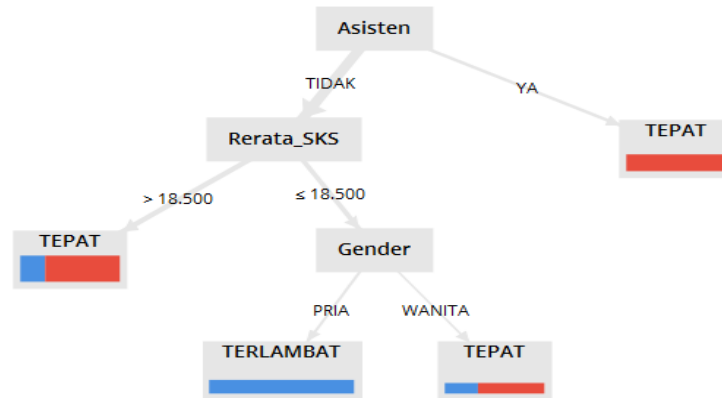 Asisten
TIDAK
YA
Rerata_SKS
TEPAT
> 18.500
≤ 18.500
TEPAT
Gender
PRIA
WANITA
TERLAMBAT
TEPAT